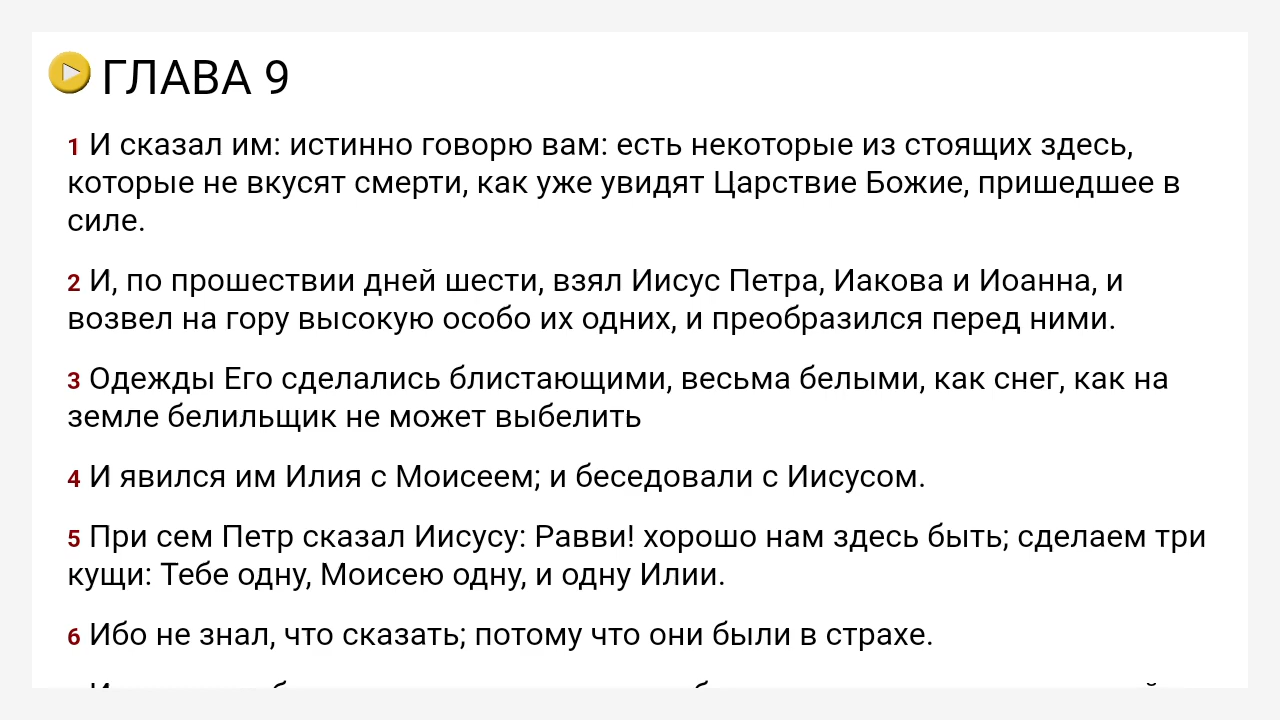 ГЛАВА 9
1 И сказал им: истинно говорю вам: есть некоторые из стоящих здесь,
которые не вкусят смерти, как уже увидят Царствие Божие, пришедшее в
силе.
2 И, по прошествии дней шести, взял Иисус Петра, Иакова и Иоанна, и
возвел на гору высокую особо их одних, и преобразился перед ними.
3 Одежды Его сделались блистающими, весьма белыми, как снег, как на
земле белильщик не может выбелить
4 И явился им Илия с Моисеем; и беседовали с Иисусом.
5 При сем Петр сказал Иисусу: Равви! хорошо нам здесь быть; сделаем три
кущи: Тебе одну, Моисею одну, и одну Илии.
6 Ибо не знал, что сказать; потому что они были в страхе.